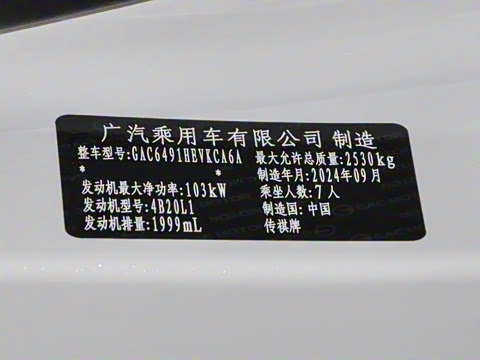 广汽乘用车有限公司 制造
整车型号:GAC6491HEVKCA6A 最大允许总质量:2530kg
* * 制造年月:2024年09月
发动机最大净功率:103kW 乘坐人数:7人
发动机型号:4B20L1 制造国:中国
发动机排量:1999mL 传祺牌